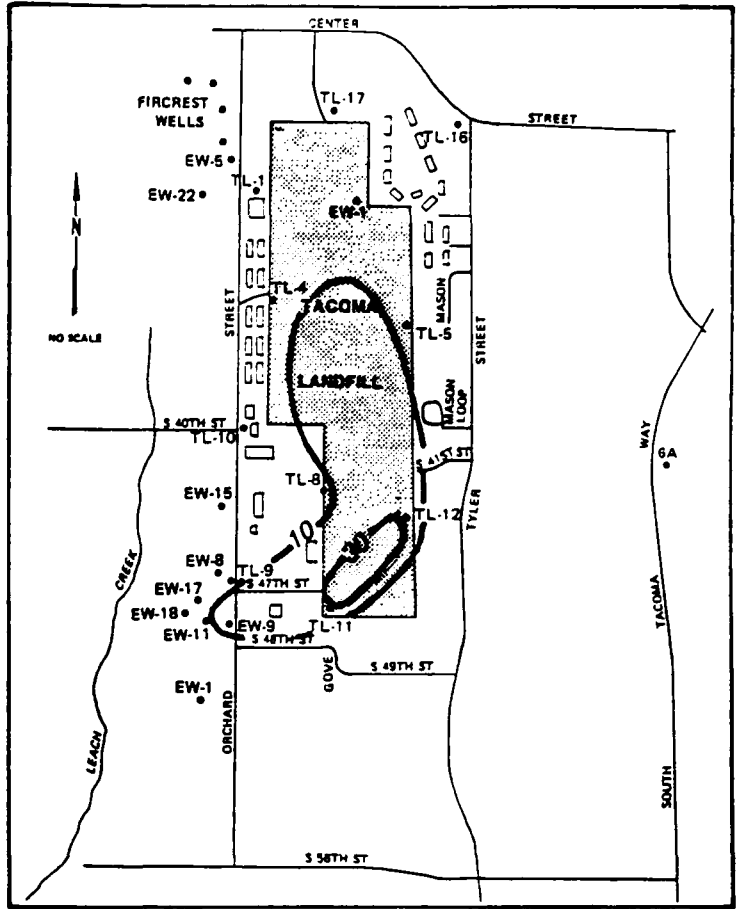 CENTER
STREET
FIRCREST
WELLS
TL-17
TL-16
EW-5
TL-1
EW-22
EW-1
N
NO SCALE
STREET
TL-4
TACOMA
TL-5
MASON
STREET
LANDFILL
MASON
LOOP
S 40TH ST
TL-10
S 41ST ST
WAY
6A
TL-8
EW-15
TL-12
TYLER
10
30
EW-8
TL-9
S 47TH ST
CREEK
EW-17
EW-18
EW-11
EW-9
TL-11
S 48TH ST
TACOMA
S 49TH ST
GOVE
EW-1
ORCHARD
LEACH
SOUTH
S 56TH ST